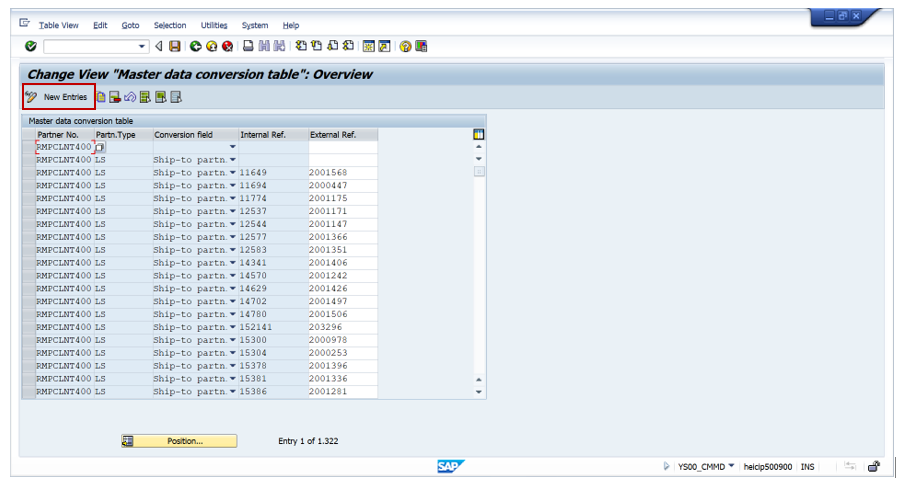 Table View Edit Goto Selection Utilities System Help
Change View "Master data conversion table": Overview
New Entries
Master data conversion table
Partner No. Partn.Type Conversion field Internal Ref. External Ref.
RMPCLNT400
RMPCLNT400 LS Ship-to partn.
RMPCLNT400 LS Ship-to partn. 11649 2001568
RMPCLNT400 LS Ship-to partn. 11694 2000447
RMPCLNT400 LS Ship-to partn. 11774 2001175
RMPCLNT400 LS Ship-to partn. 12537 2001171
RMPCLNT400 LS Ship-to partn. 12544 2001147
RMPCLNT400 LS Ship-to partn. 12577 2001366
RMPCLNT400 LS Ship-to partn. 12583 2001351
RMPCLNT400 LS Ship-to partn. 14341 2001406
RMPCLNT400 LS Ship-to partn. 14570 2001242
RMPCLNT400 LS Ship-to partn. 14629 2001426
RMPCLNT400 LS Ship-to partn. 14702 2001497
RMPCLNT400 LS Ship-to partn. 14780 2001506
RMPCLNT400 LS Ship-to partn. 152141 203296
RMPCLNT400 LS Ship-to partn. 15300 2000978
RMPCLNT400 LS Ship-to partn. 15304 2000253
RMPCLNT400 LS Ship-to partn. 15378 2001396
RMPCLNT400 LS Ship-to partn. 15381 2001336
RMPCLNT400 LS Ship-to partn. 15386 2001281
Position... Entry 1 of 1.322
SAP YS00_CMMD heicip500900 INS